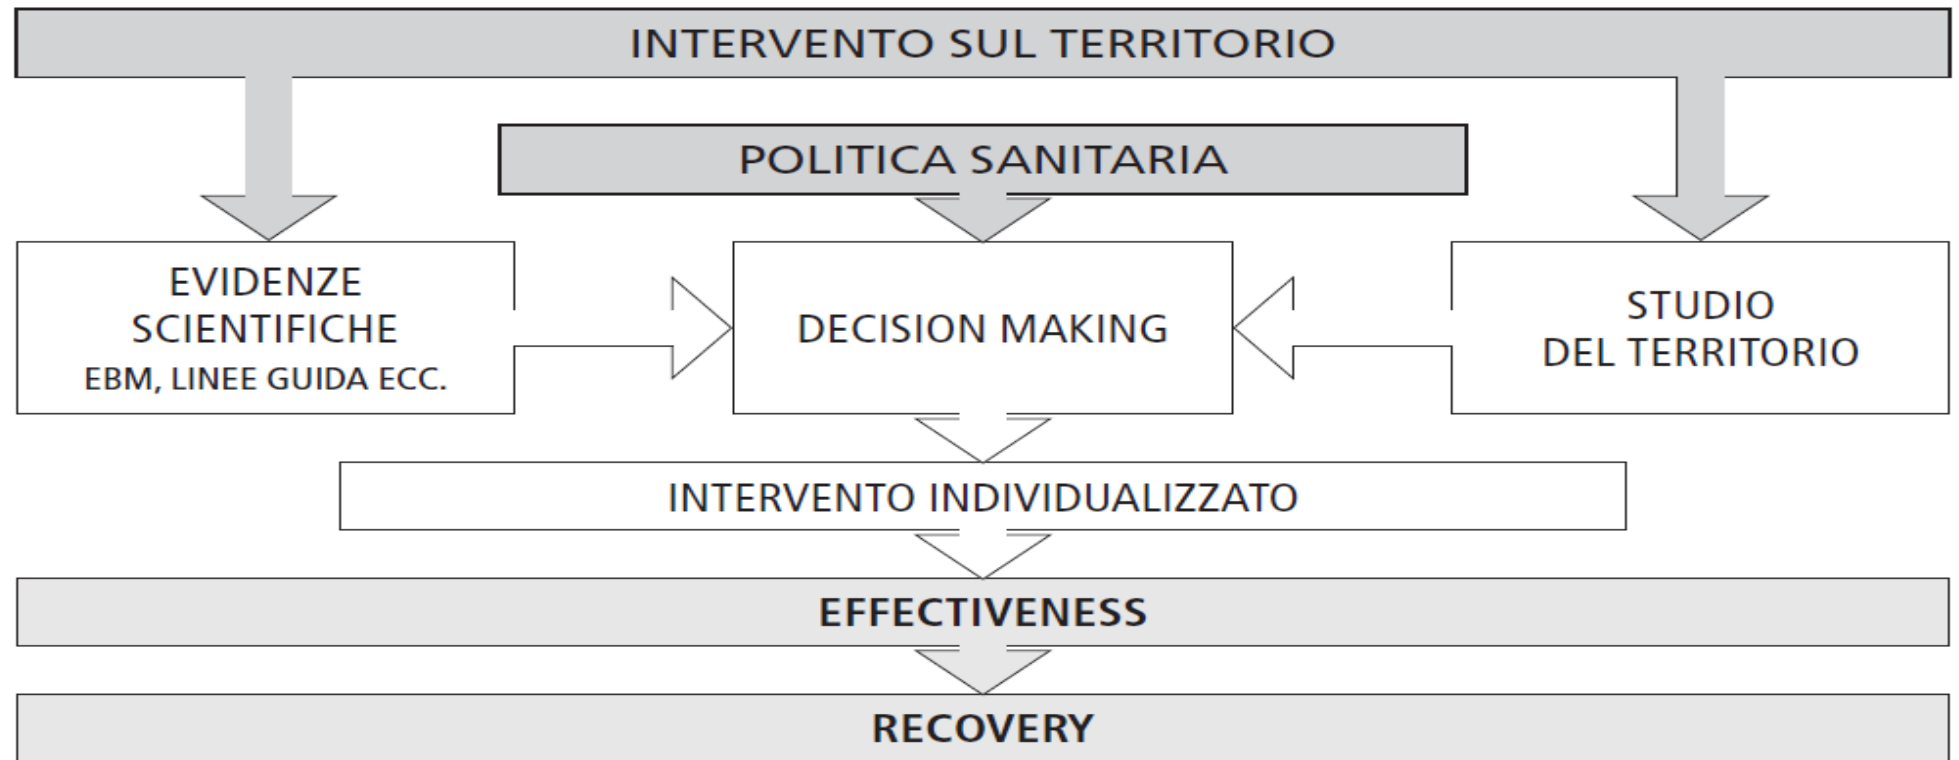 INTERVENTO SUL TERRITORIO
POLITICA SANITARIA
EVIDENZE
SCIENTIFICHE
EBM, LINEE GUIDA ECC.
DECISION MAKING
STUDIO
DEL TERRITORIO
INTERVENTO INDIVIDUALIZZATO
EFFECTIVENESS
RECOVERY